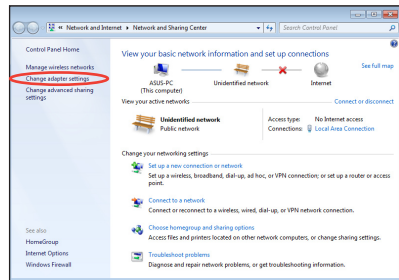 Network and Internet ▸ Network and Sharing Center
Search Control Panel
Control Panel Home
Manage wireless networks
Change adapter settings
Change advanced sharing
settings
See also
HomeGroup
Internet Options
Windows Firewall
View your basic network information and set up connections
See full map
ASUS-PC
(This computer)
Unidentified network
Internet
View your active networks
Connect or disconnect
Unidentified network
Public network
Access type: No Internet access
Connections: Local Area Connection
Change your networking settings
Set up a new connection or network
Set up a wireless, broadband, dial-up, ad hoc, or VPN connection; or set up a router or access
point.
Connect to a network
Connect or reconnect to a wireless, wired, dial-up, or VPN network connection.
Choose homegroup and sharing options
Access files and printers located on other network computers, or change sharing settings.
Troubleshoot problems
Diagnose and repair network problems, or get troubleshooting information.